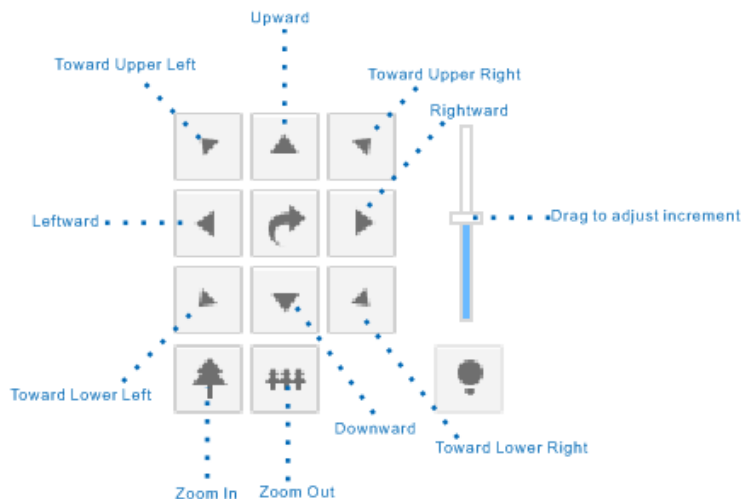 Upward
Toward Upper Left
Toward Upper Right
Rightward
Leftward
Drag to adjust increment
Toward Lower Left
Downward
Toward Lower Right
Zoom In
Zoom Out